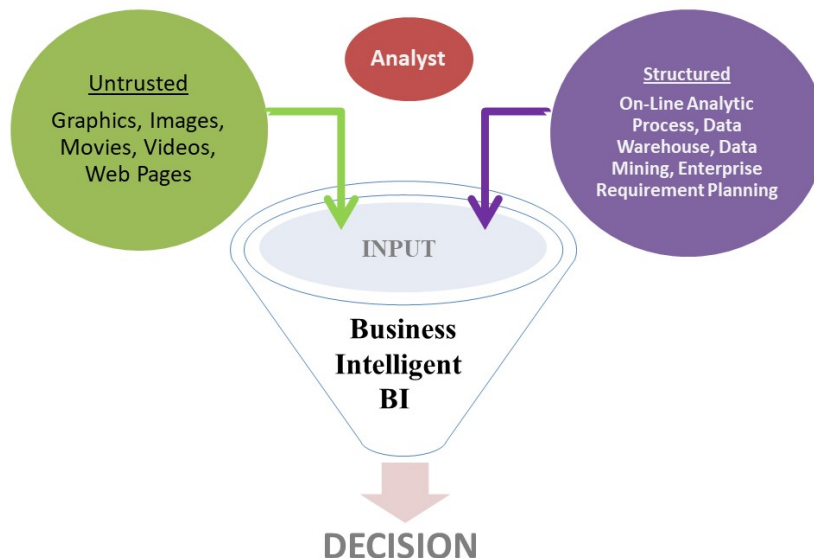 Untrusted
Graphics, Images,
Movies, Videos,
Web Pages
Analyst
Structured
On-Line Analytic
Process, Data
Warehouse, Data
Mining, Enterprise
Requirement Planning
INPUT
Business
Intelligent
BI
DECISION